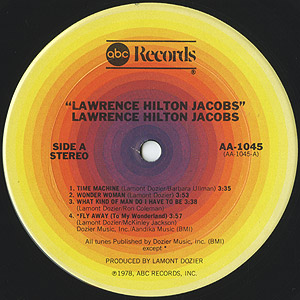 abc Records
®
"LAWRENCE HILTON JACOBS"
LAWRENCE HILTON JACOBS
SIDE A
STEREO
AA-1045
(AA-1045-A)
1. TIME MACHINE (Lamont Dozier/Barbara Ullman) 3:35
2. WONDER WOMAN (Lamont Dozier) 3:53
3. WHAT KIND OF MAN DO I HAVE TO BE 3:38
(Lamont Dozier/Ron Coleman)
4. *FLY AWAY (To My Wonderland) 3:57
(Lamont Dozier/McKinley Jackson)
Dozier Music, Inc./Aandika Music (BMI)
All tunes Published by Dozier Music, Inc. (BMI)
except *
PRODUCED BY LAMONT DOZIER
℗1978, ABC RECORDS, INC.